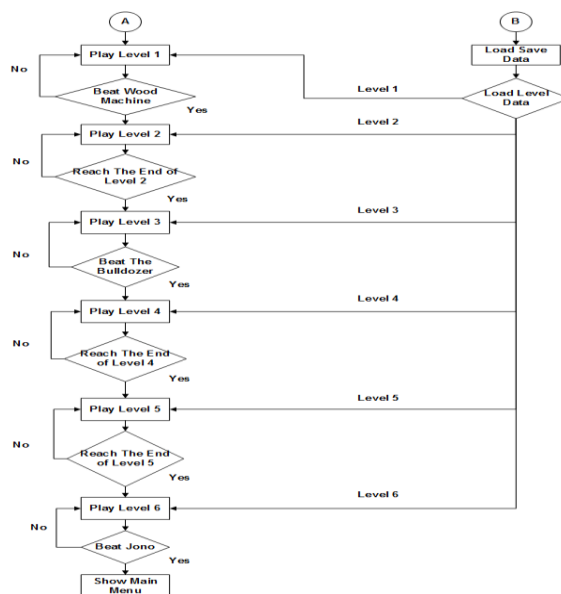 A
B
Play Level 1
Load Save
Data
No
Level 1
Beat Wood
Machine
Load Level
Data
Yes
Level 2
Play Level 2
No
Reach The End of
Level 2
Yes
Level 3
Play Level 3
No
Beat The
Bulldozer
Yes
Level 4
Play Level 4
No
Reach The End
of Level 4
Yes
Level 5
Play Level 5
No
Reach The End
of Level 5
Yes
Level 6
Play Level 6
No
Beat Jono
Yes
Show Main
Menu